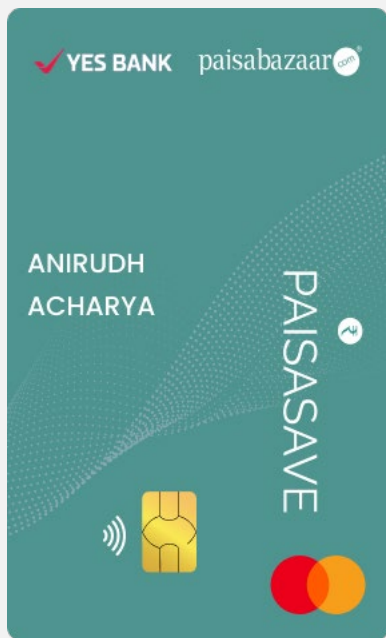 YES BANK paisabazaar.com®
ANIRUDH
ACHARYA
PAISASAVE
₹